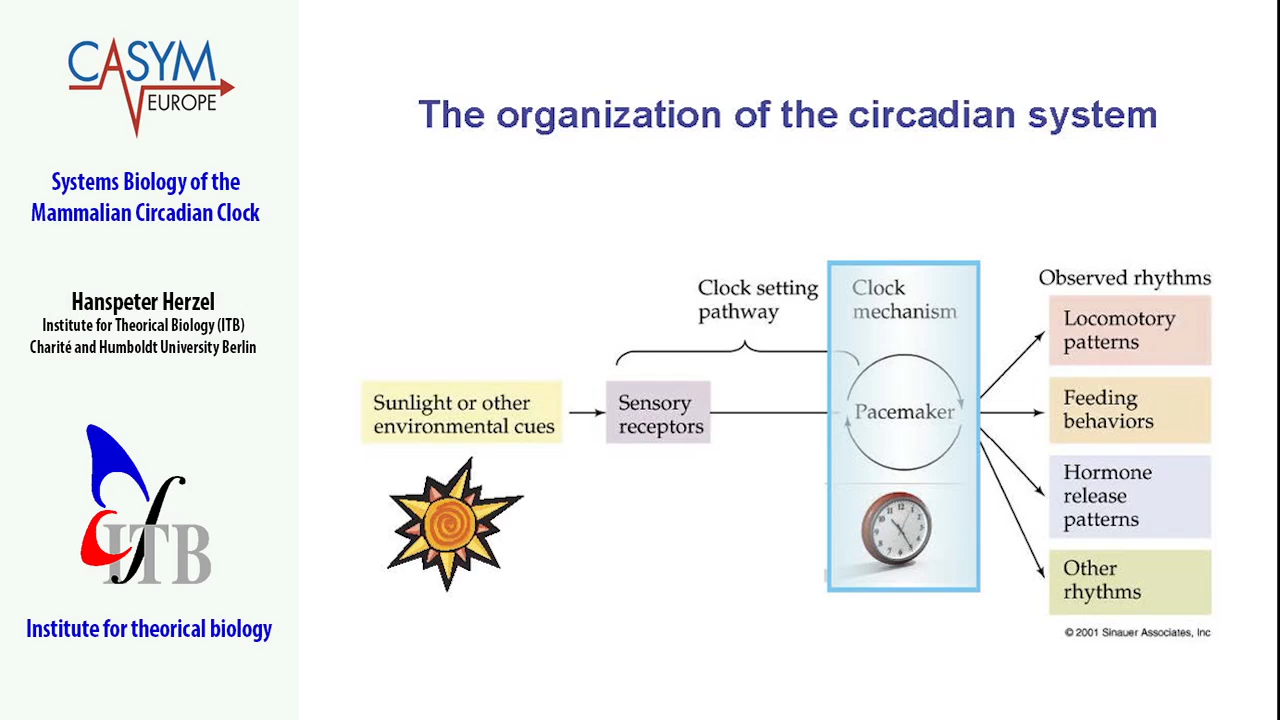 CASYM
EUROPE
Systems Biology of the
Mammalian Circadian Clock
Hanspeter Herzel
Institute for Theorical Biology (ITB)
Charité and Humboldt University Berlin
ITB
Institute for theorical biology
The organization of the circadian system
Clock setting
pathway
Clock
mechanism
Observed rhythms
Sunlight or other
environmental cues
Sensory
receptors
Pacemaker
Locomotory
patterns
Feeding
behaviors
Hormone
release
patterns
Other
rhythms
© 2001 Sinauer Associates, Inc